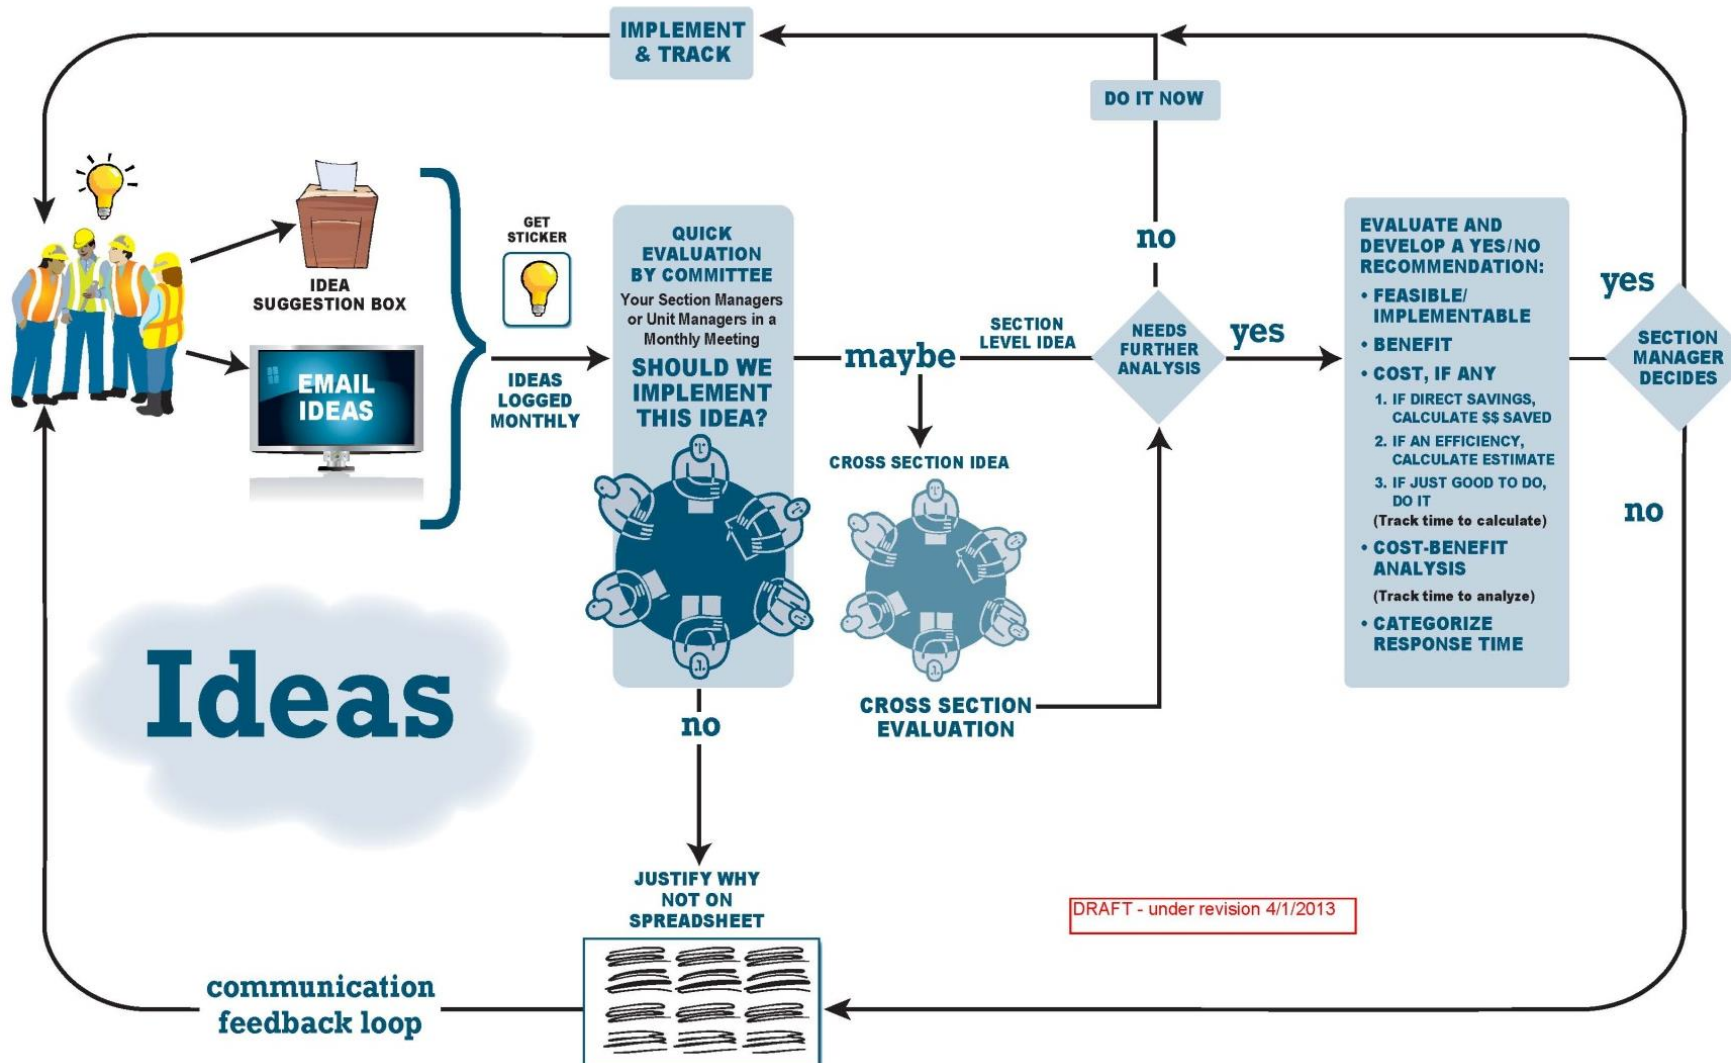 IMPLEMENT
& TRACK
DO IT NOW
IDEA
SUGGESTION BOX
EMAIL
IDEAS
GET
STICKER
IDEAS
LOGGED
MONTHLY
QUICK
EVALUATION
BY COMMITTEE
Your Section Managers
or Unit Managers in a
Monthly Meeting
SHOULD WE
IMPLEMENT
THIS IDEA?
maybe
SECTION
LEVEL IDEA
CROSS SECTION IDEA
CROSS SECTION
EVALUATION
NEEDS
FURTHER
ANALYSIS
no
yes
EVALUATE AND
DEVELOP A YES/NO
RECOMMENDATION:
• FEASIBLE/
IMPLEMENTABLE
• BENEFIT
• COST, IF ANY
1. IF DIRECT SAVINGS,
CALCULATE $$ SAVED
2. IF AN EFFICIENCY,
CALCULATE ESTIMATE
3. IF JUST GOOD TO DO,
DO IT
(Track time to calculate)
• COST-BENEFIT
ANALYSIS
(Track time to analyze)
• CATEGORIZE
RESPONSE TIME
yes
SECTION
MANAGER
DECIDES
no
Ideas
no
JUSTIFY WHY
NOT ON
SPREADSHEET
DRAFT - under revision 4/1/2013
communication
feedback loop